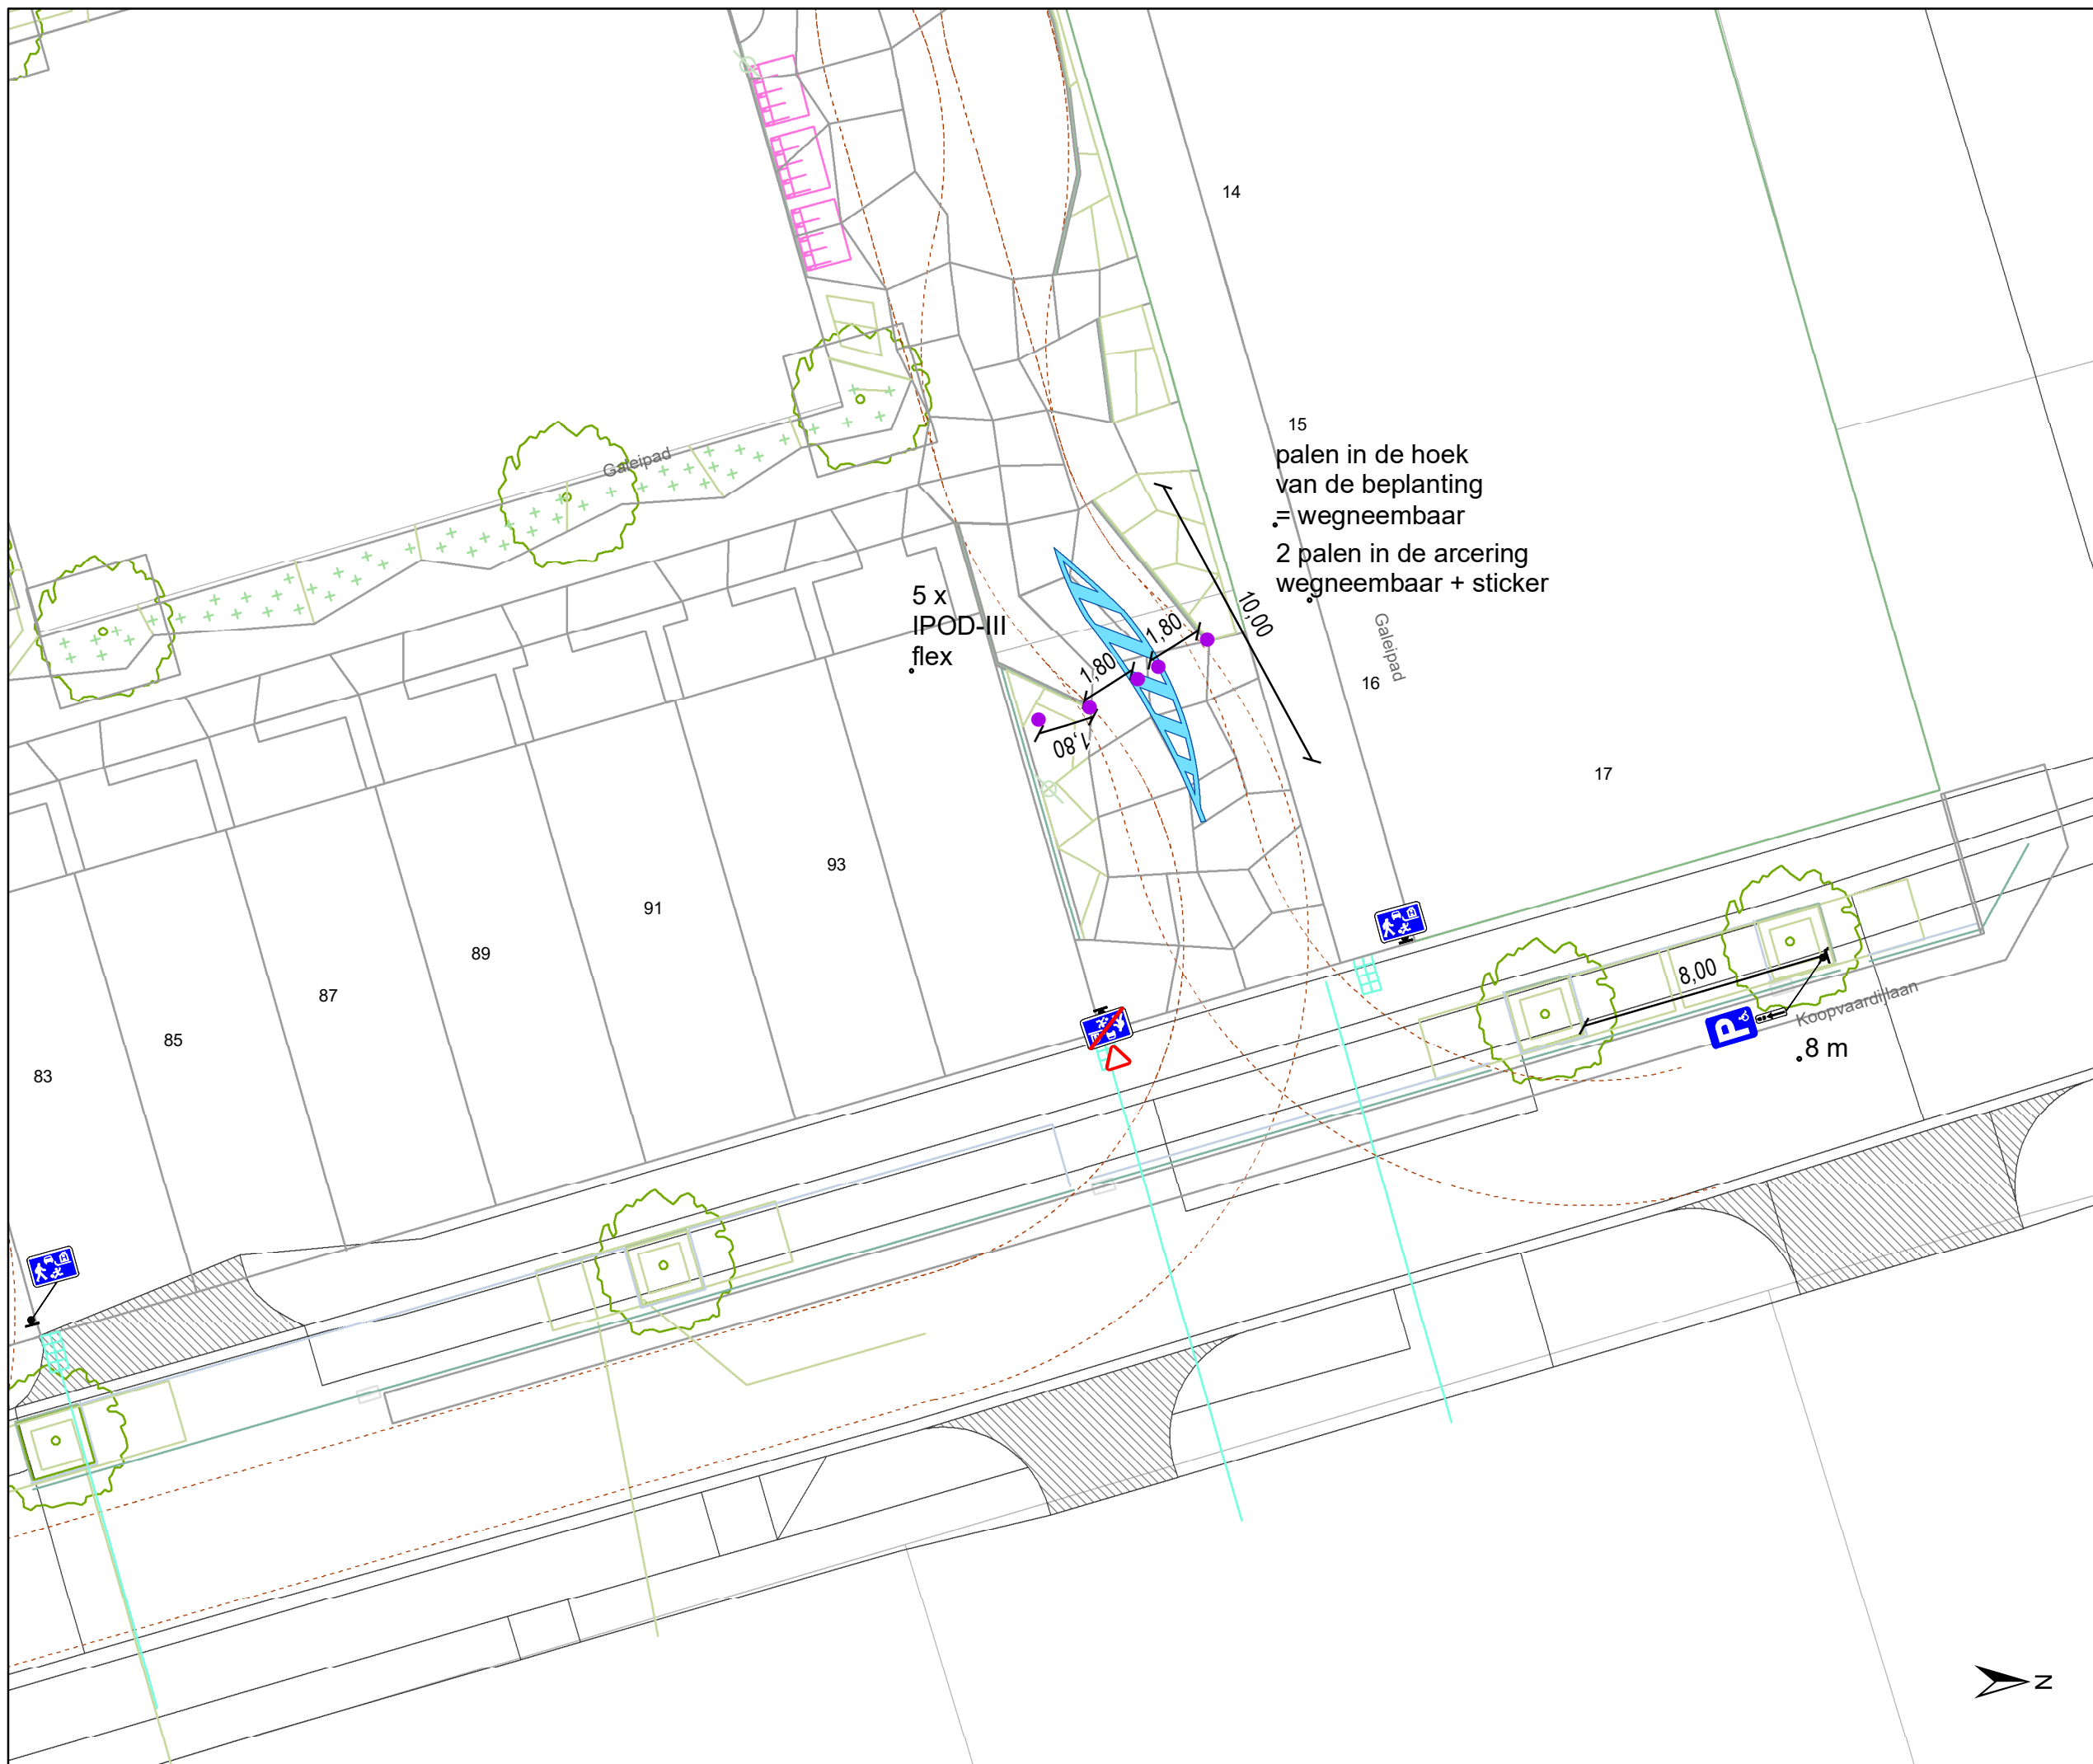 14
15
palen in de hoek
van de beplanting
= wegneembaar
2 palen in de arcering
wegneembaar + sticker
Galeipad
5 x
IPOD-III
flex
10,00
1,80
1,80
1,80
Galeipad
16
17
93
91
89
87
85
83
8,00
P
Koopvaardijlaan
8 m
N